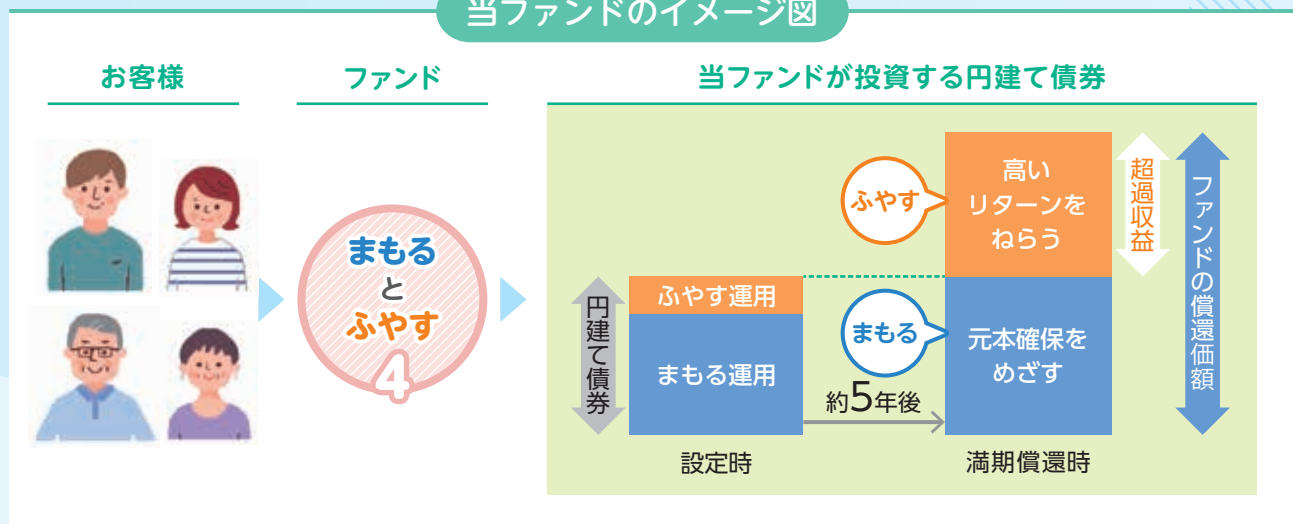 当ファンドのイメージ図
お客様
ファンド
当ファンドが投資する円建て債券
まもる
と
ふやす
4
円建て債券
ふやす運用
まもる運用
設定時
約5年後
ふやす
まもる
高い
リターンを
ねらう
元本確保を
めざす
満期償還時
超過収益
ファンドの償還価額